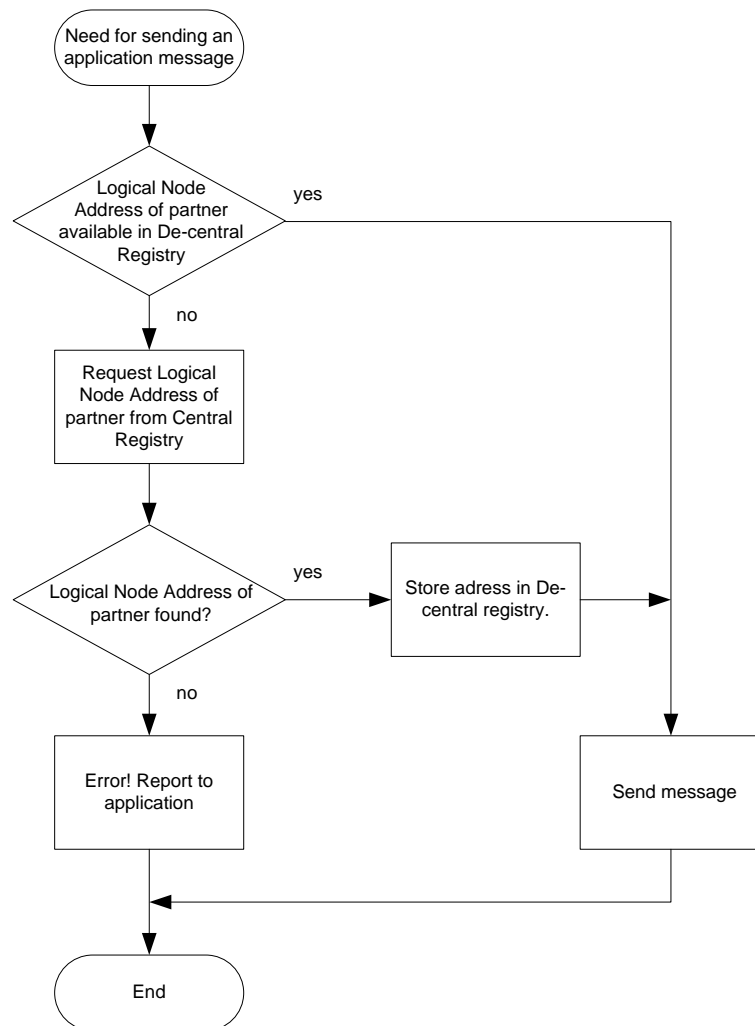 Need for sending an
application message
Logical Node
Address of partner
available in De-central
Registry
yes
no
Request Logical
Node Address of
partner from Central
Registry
Logical Node Address of
partner found?
yes
Store adress in De-
central registry.
no
Error! Report to
application
Send message
End